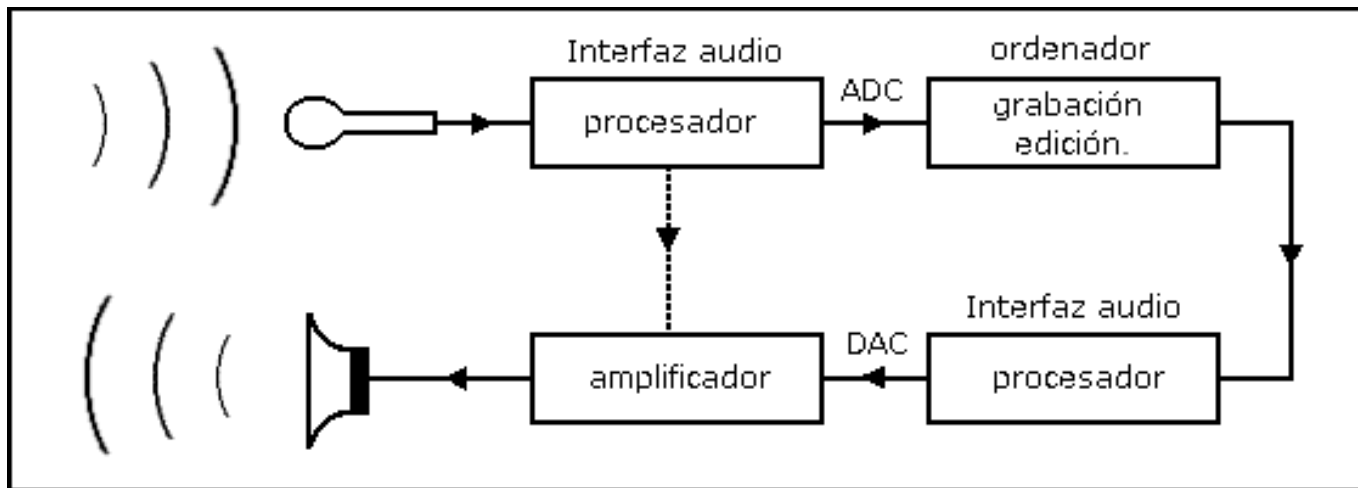 Interfaz audio
procesador
ADC
ordenador
grabación
edición.
amplificador
DAC
Interfaz audio
procesador